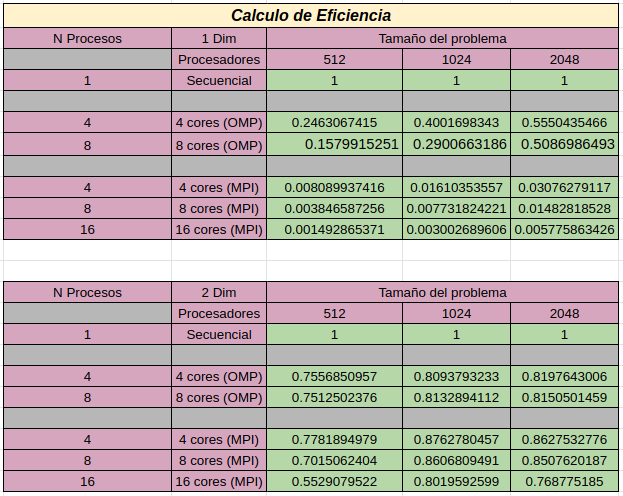 Calculo de Eficiencia
N Procesos 1 Dim Tamaño del problema
Procesadores 512 1024 2048
1 Secuencial 1 1 1
4 4 cores (OMP) 0.2463067415 0.4001698343 0.5550435466
8 8 cores (OMP) 0.1579915251 0.2900663186 0.5086986493
4 4 cores (MPI) 0.008089937416 0.01610353557 0.03076279117
8 8 cores (MPI) 0.003846587256 0.007731824221 0.01482818528
16 16 cores (MPI) 0.001492865371 0.003002689606 0.005775863426
N Procesos 2 Dim Tamaño del problema
Procesadores 512 1024 2048
1 Secuencial 1 1 1
4 4 cores (OMP) 0.7556850957 0.8093793233 0.8197643006
8 8 cores (OMP) 0.7512502376 0.8132894112 0.8150501459
4 4 cores (MPI) 0.7781894979 0.8762780457 0.8627532776
8 8 cores (MPI) 0.7015062404 0.8606809491 0.8507620187
16 16 cores (MPI) 0.5529079522 0.8019592599 0.768775185